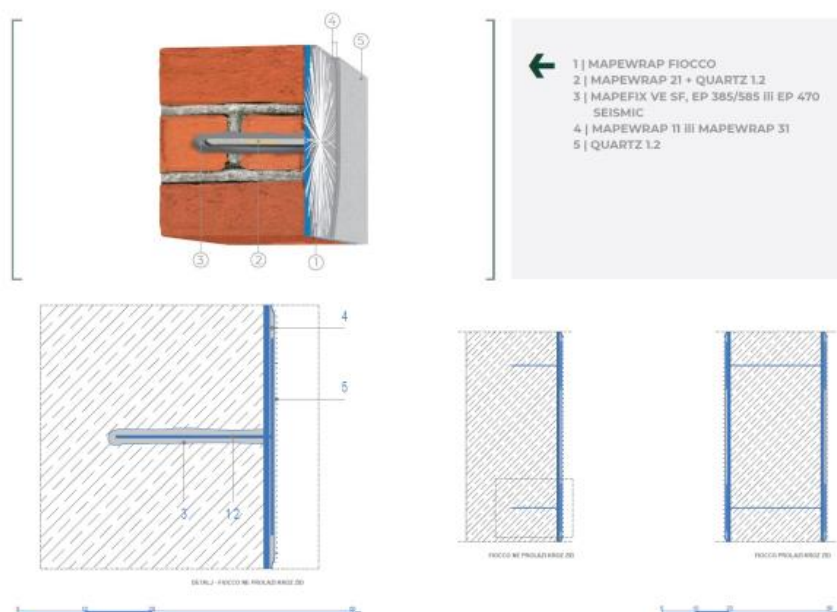 4
5
1 | MAPEWRAP FIOCCO
2 | MAPEWRAP 21 + QUARTZ 1.2
3 | MAPEFIX VE SF, EP 385/585 ili EP 470
SEISMIC
4 | MAPEWRAP 11 ili MAPEWRAP 31
5 | QUARTZ 1.2
3
2
1
4
5
3
12
DETALJ - FIOCCO NE PROLAZI KROZ ZID
FIOCCO NE PROLAZI KROZ ZID
FIOCCO PROLAZI KROZ ZID